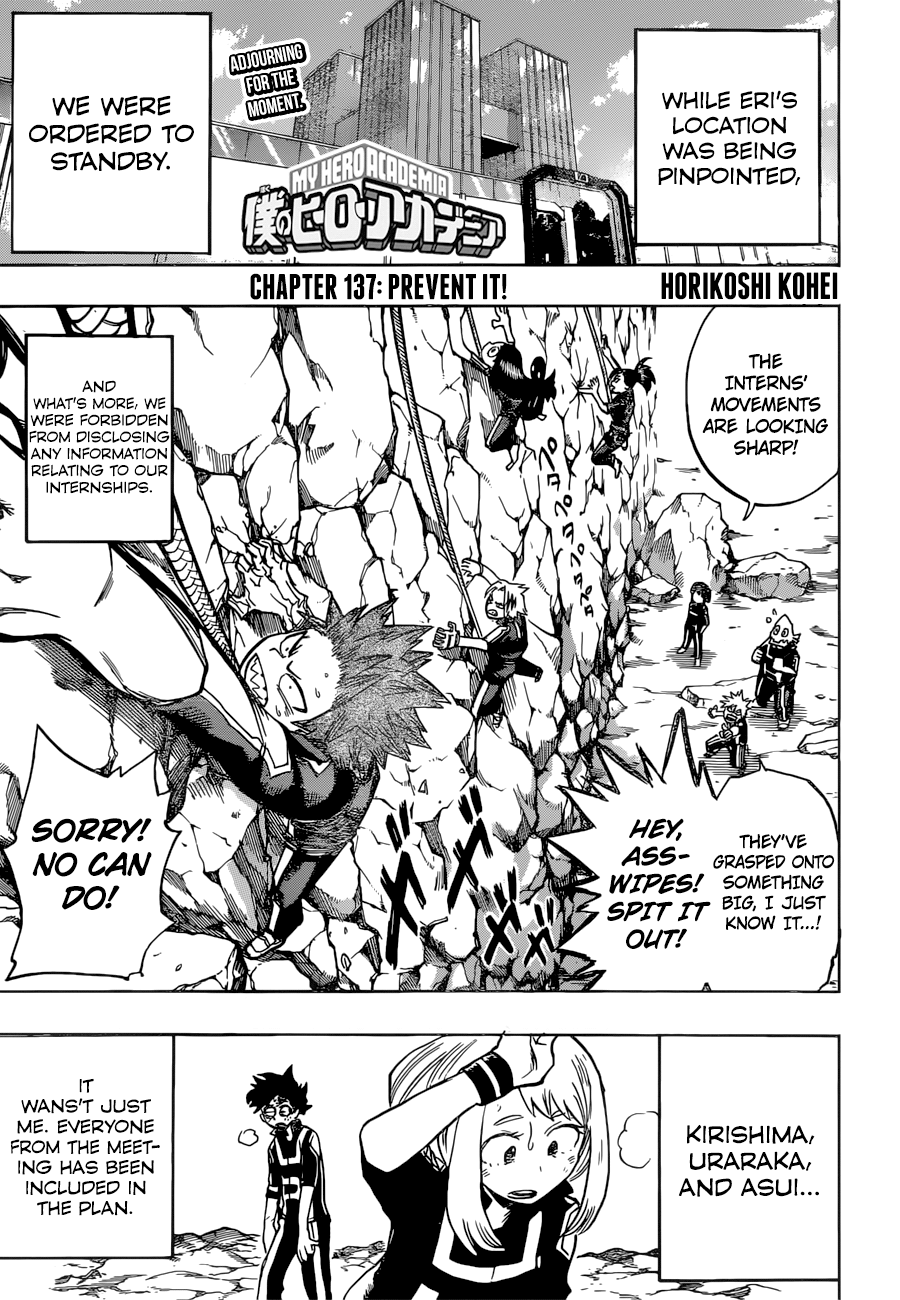 WHILE ERI'S
LOCATION
WAS BEING
PINPOINTED,
ADJOURNING
FOR THE
MOMENT.
WE WERE
ORDERED TO
STANDBY.
MY HERO ACADEMIA
僕のヒーローアカデミア
CHAPTER 137: PREVENT IT!
HORIKOSHI KOHEI
THE
INTERNS'
MOVEMENTS
ARE LOOKING
SHARP!
AND
WHAT'S MORE, WE
WERE FORBIDDEN
FROM DISCLOSING
ANY INFORMATION
RELATING TO OUR
INTERNSHIPS.
THEY'VE
GRASPED ONTO
SOMETHING
BIG, I JUST
KNOW IT...!
HEY,
ASS-
WIPES!
SPIT IT
OUT!
SORRY!
NO CAN
DO!
KIRISHIMA,
URARAKA,
AND ASUI...
IT
WANS'T JUST
ME. EVERYONE
FROM THE MEET-
ING HAS BEEN
INCLUDED IN
THE PLAN.